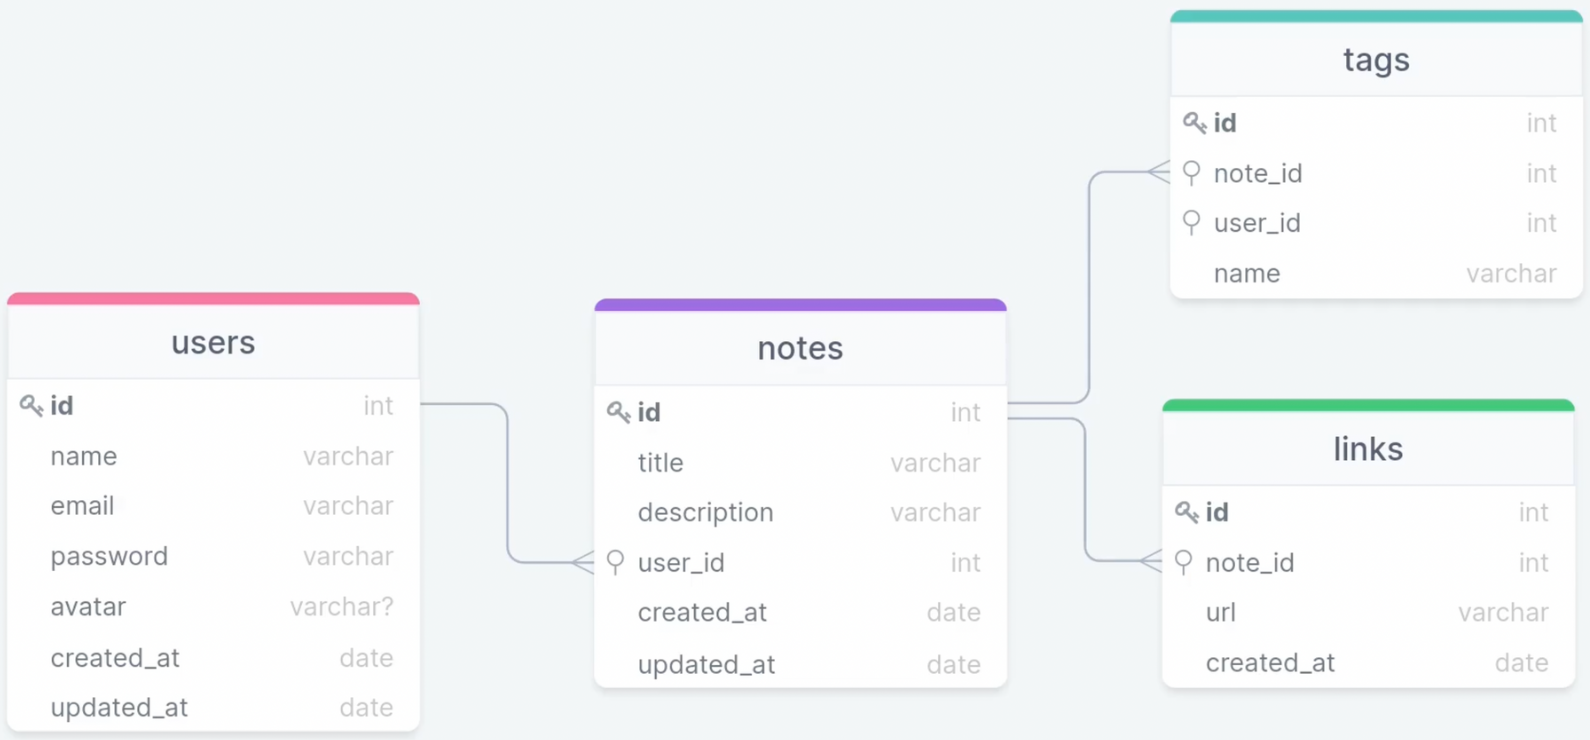 users
id int
name varchar
email varchar
password varchar
avatar varchar?
created_at date
updated_at date
notes
id int
title varchar
description varchar
user_id int
created_at date
updated_at date
tags
id int
note_id int
user_id int
name varchar
links
id int
note_id int
url varchar
created_at date